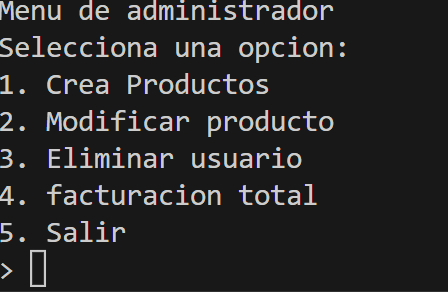 Menu de administrador
Selecciona una opcion:
1. Crea Productos
2. Modificar producto
3. Eliminar usuario
4. facturacion total
5. Salir
>